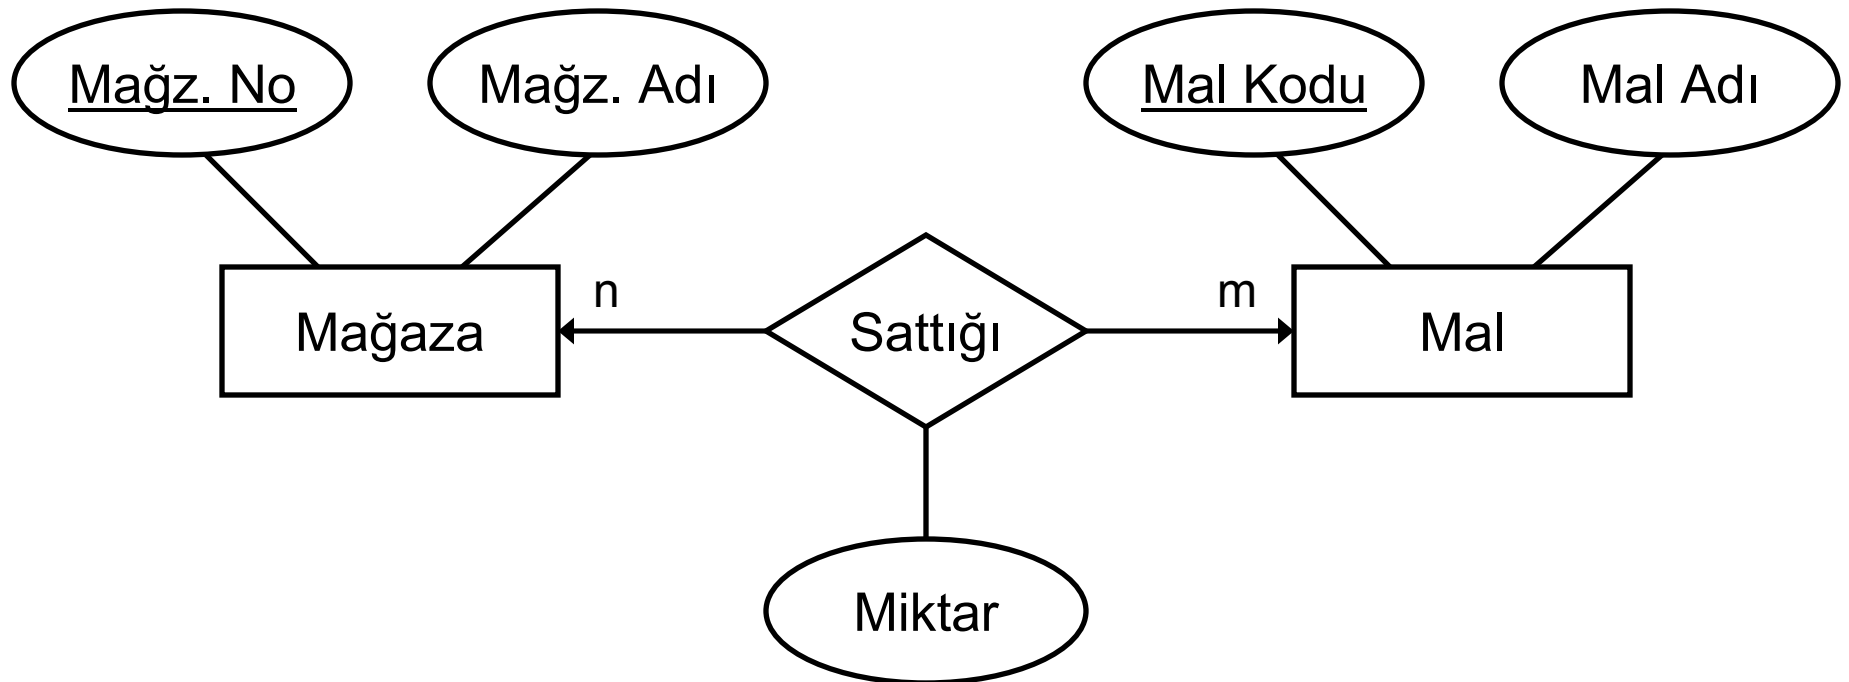 Mağz. No
Mağz. Adı
Mal Kodu
Mal Adı
n
m
Mağaza
Sattığı
Mal
Miktar